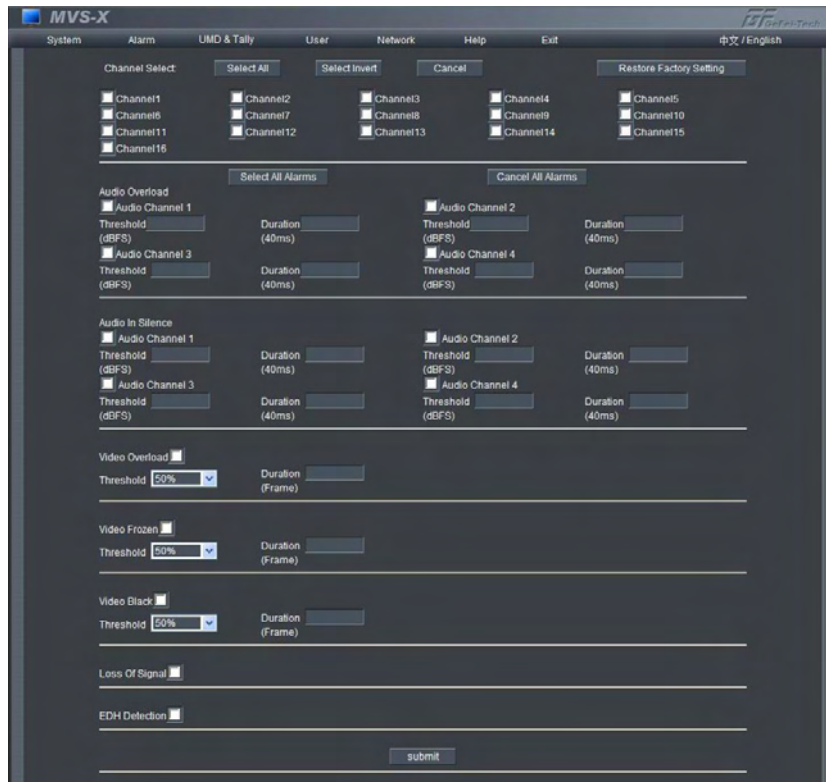 MVS-X
GF GeFei-Tech
System Alarm UMD & Tally User Network Help Exit 中文 / English
Channel Select: Select All Select Invert Cancel Restore Factory Setting
Channel1 Channel2 Channel3 Channel4 Channel5
Channel6 Channel7 Channel8 Channel9 Channel10
Channel11 Channel12 Channel13 Channel14 Channel15
Channel16
Select All Alarms Cancel All Alarms
Audio Overload
Audio Channel 1 Audio Channel 2
Threshold Duration Threshold Duration
(dBFS) (40ms) (dBFS) (40ms)
Audio Channel 3 Audio Channel 4
Threshold Duration Threshold Duration
(dBFS) (40ms) (dBFS) (40ms)
Audio In Silence
Audio Channel 1 Audio Channel 2
Threshold Duration Threshold Duration
(dBFS) (40ms) (dBFS) (40ms)
Audio Channel 3 Audio Channel 4
Threshold Duration Threshold Duration
(dBFS) (40ms) (dBFS) (40ms)
Video Overload
Threshold 50% Duration
(Frame)
Video Frozen
Threshold 50% Duration
(Frame)
Video Black
Threshold 50% Duration
(Frame)
Loss Of Signal
EDH Detection
submit